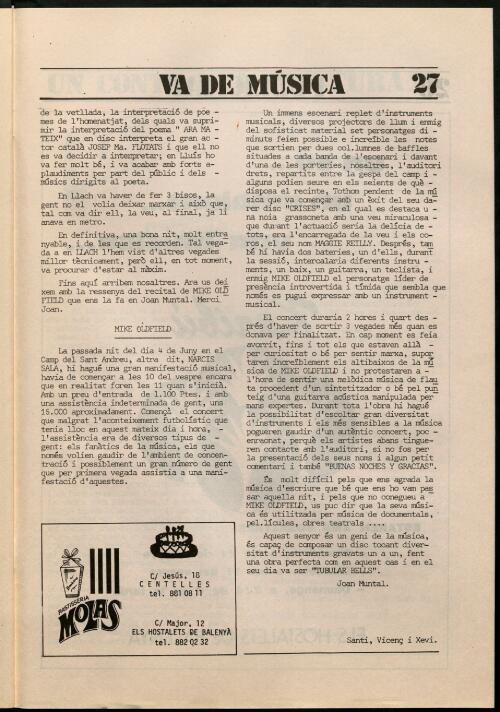 VA DE MÚSICA 27
de la vetllada, la interpretació de poe-
mes de l'homenatjat, dels quals va supri-
mir la interpretació del poema " ARA MA -
TEIX" que en disc interpreta el gran ac -
tor català JOSEP Ma. FLOTATS i que ell no
es va decidir a interpretar; en Lluís ho
va fer molt bé, i va acabar amb forts a-
plaudiments per part del públic i dels -
músics dirigits al poeta.
En Llach va haver de fer 3 bisos, la
gent no el volia deixar marxar i aixó que,
tal com va dir ell, la veu, al final, ja li
anava en metro.
En definitiva, una bona nit, molt entra
nyable, i de les que es recorden. Tal vega-
da a en LLACH l'hem vist d'altres vegades
millor tècnicament, però ell, en tot moment,
va procurar d'estar al màxim.
Fins aquí arriben nosaltres. Ara us dei
xem amb la ressenya del recital de MIKE OLD
FIELD que ens la fa en Joan Muntal. Merci
Joan.
MIKE OLDFIELD
La passada nit del dia 4 de Juny en el
Camp del Sant Andreu, altra dit, NARCIS
SALA, hi hagué una gran manifestació musical,
havia de començar a les 10 del vespre encara
que en realitat foren les 11 quan s'inicià.
Amb un preu d'entrada de 1.100 Ptes. i amb
una assistència indeterminada de gent, uns
15.000 aproximadament. Començà el concert
que malgrat l'aconteixement futbolístic que
tenia lloc en aquest mateix dia i hora, -
l'assistència era de diversos tipus de -
gent: els fanàtics de la música, els que
només volien gaudir de l'ambient de concen-
tració i possiblement un gran número de gent
que per primera vegada assistia a una mani-
festació d'aquestes.
Un immens escenari replet d'instruments
musicals, diversos projectors de llum i enmig
del sofisticat material set personatges di -
minuts feien possible e increíble les notes
que sortien per dues col.lumnes de baffles
situades a cada banda de l'escenari i davant
d'una de les porteries, nosaltres, l'auditori
drets, repartits entre la gespa del camp i -
alguns podien seure en els seients de què -
disposa el recinte, Tothom pendent de la mú
sica que va començar amb un èxit del seu da-
rer disc "CRISES", en el qual es destaca u -
na noia grassoneta amb una veu miraculosa -
que durant l'actuació seria la delícia de -
tots, era l'encarregada de la veu i els co-
ros, el seu nom MAGGIE REILLY. Després, tam
bé hi havia dos bateries, un d'ells, durant
la sessió, intercalaria diferents instru -
ments, un baix, un guitarra, un teclista, i
enmig MIKE OLDFIELD el personatge líder de
presència introvertida i tímida que sembla que
només es pugui expressar amb un instrument -
musical.
El concert duraria 2 hores i quart des -
prés d'haver de sortir 3 vegades més quan es
donava per finalitzat. En cap moment es feia
avorrit, fins i tot els que estaven allà -
per curiositat o bé per sentir marxa, supor
taren increíblement els altibaixos de la mú
sica de MIKE OLDFIELD i no protestaren a -
l'hora de sentir una melòdica música de flau
ta procedent d'un sintetitzador o bé pel pun
teig d'una guitarra acústica manipulada per
mans expertes. Durant tota l'obra hi hagué
la possibilitat d'escoltar gran diversitat
d'instruments i els més sensibles a la música
pogueren gaudir d'un autèntic concert, poc -
enraonat, perquè els artistes abans tingue-
ren contacte amb l'auditori, si no fos per
la presentació dels seus noms i algun petit
comentari i també "BUENAS NOCHES Y GRACIAS".
És molt difícil pels que ens agrada la
música d'escriure què bé que ens ho vam pas
sar aquella nit, i pels que no conegueu a
MIKE OLDFIELD, us puc dir que la seva músi-
ca és utilitzada per música de documentals,
pel.lícules, obres teatrals ....
Aquest senyor és un geni de la música,
és capaç de composar un disc tocant diver-
sitat d'instruments gravats un a un, fent
una obra perfecta com en aquest cas i en el
seu dia va ser "TUBULAR BELLS".
Joan Muntal.
Santi, Vicenç i Xevi.
PASTISSERIA
MOLAS
C/ Jesús, 18
CENTELLES
tel. 881 08 11
C/ Major, 12
ELS HOSTALETS DE BALENYÀ
tel. 882 02 32